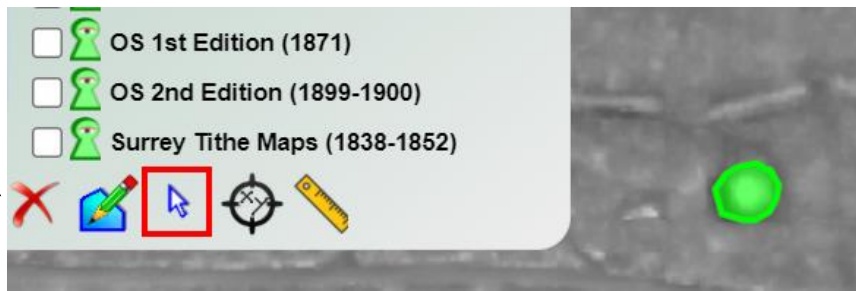 OS 1st Edition (1871)
OS 2nd Edition (1899-1900)
Surrey Tithe Maps (1838-1852)